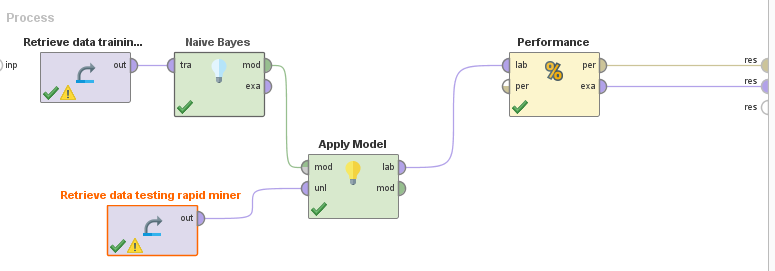 Process
Retrieve data trainin...
Naive Bayes
Performance
inp
out
tra
mod
exa
lab
per
per
exa
res
res
res
Apply Model
mod
lab
unl
mod
Retrieve data testing rapid miner
out
%